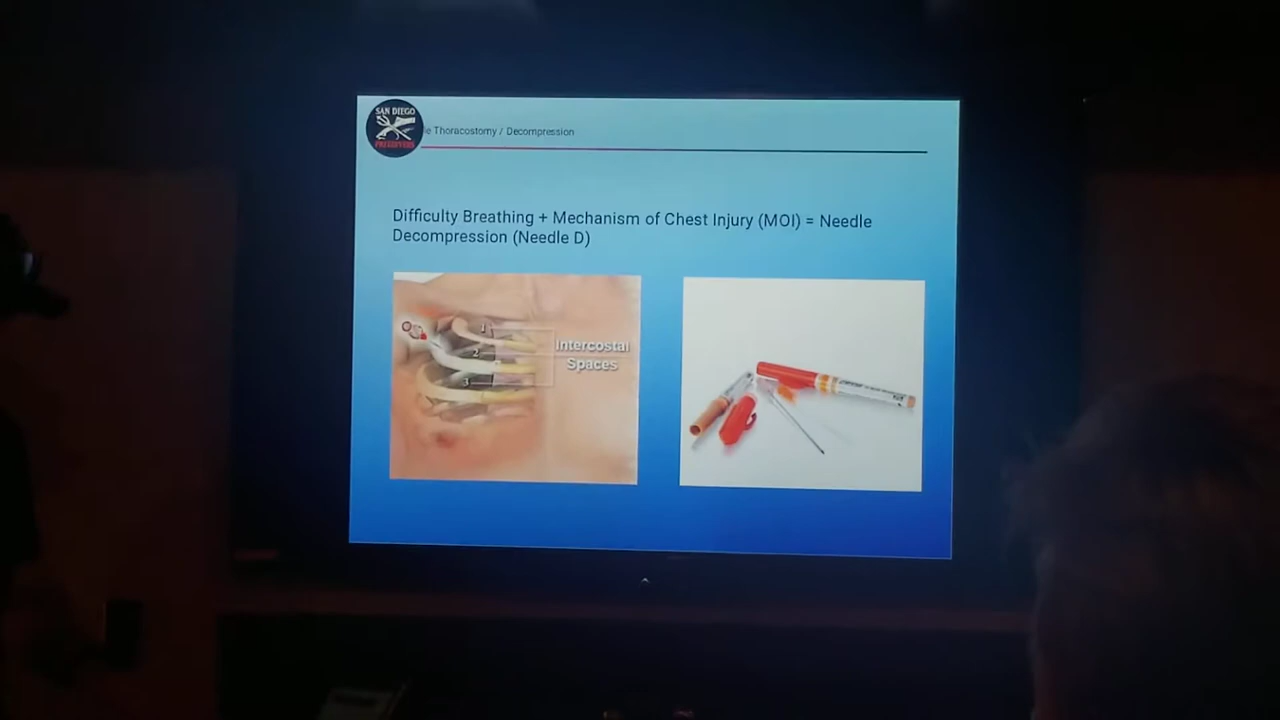 SAN DIEGO
FREEDIVERS
e Thoracostomy / Decompression
Difficulty Breathing + Mechanism of Chest Injury (MOI) = Needle
Decompression (Needle D)
1
2
3
Intercostal
Spaces